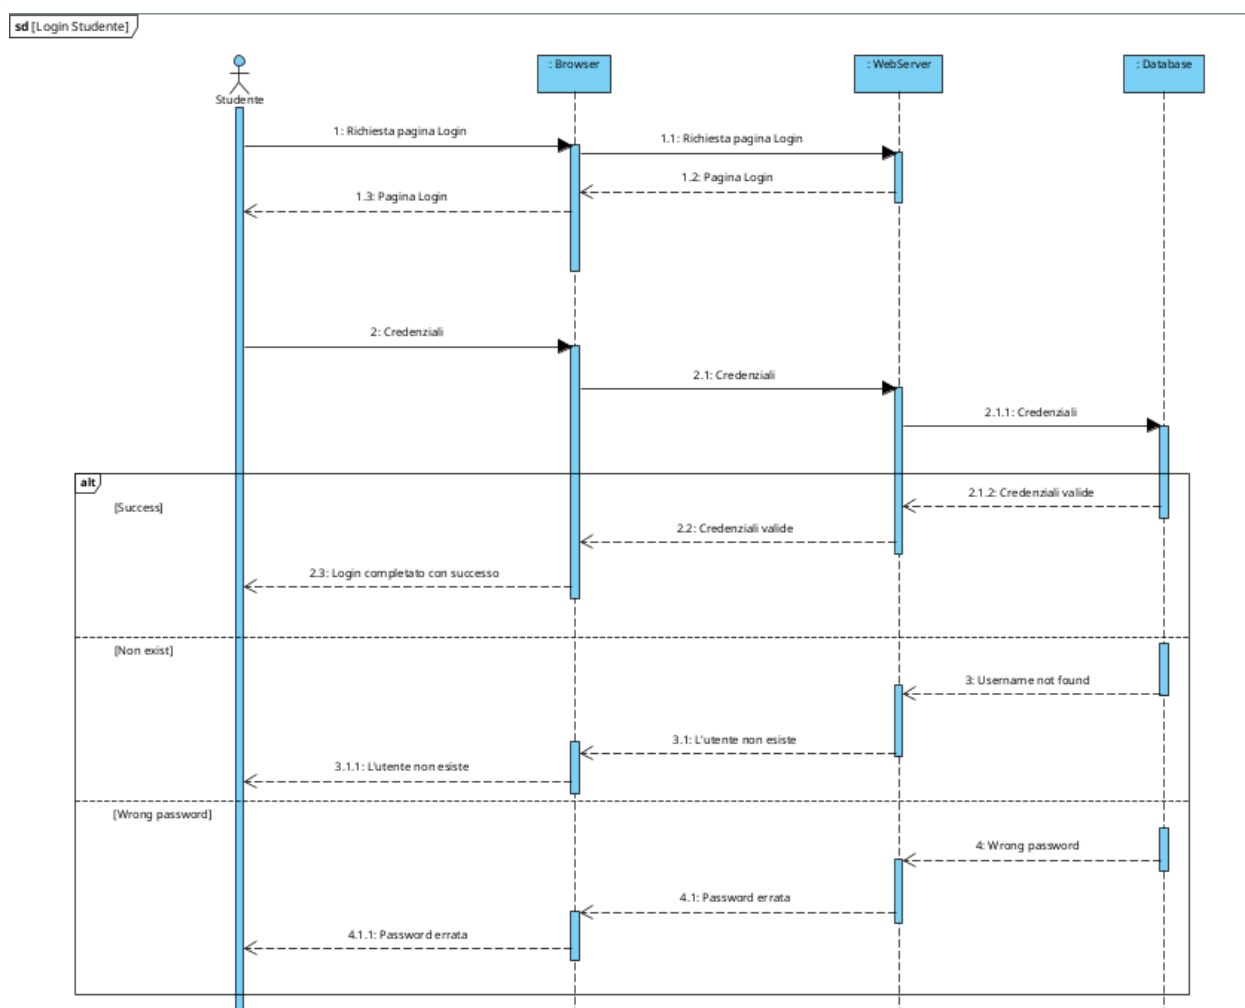 sd [Login Studente]
Studente
: Browser
: WebServer
: Database
1: Richiesta pagina Login
1.1: Richiesta pagina Login
1.2: Pagina Login
1.3: Pagina Login
2: Credenziali
2.1: Credenziali
2.1.1: Credenziali
alt
[Success]
2.1.2: Credenziali valide
2.2: Credenziali valide
2.3: Login completato con successo
[Non exist]
3: Username not found
3.1: L'utente non esiste
3.1.1: L'utente non esiste
[Wrong password]
4: Wrong password
4.1: Password errata
4.1.1: Password errata